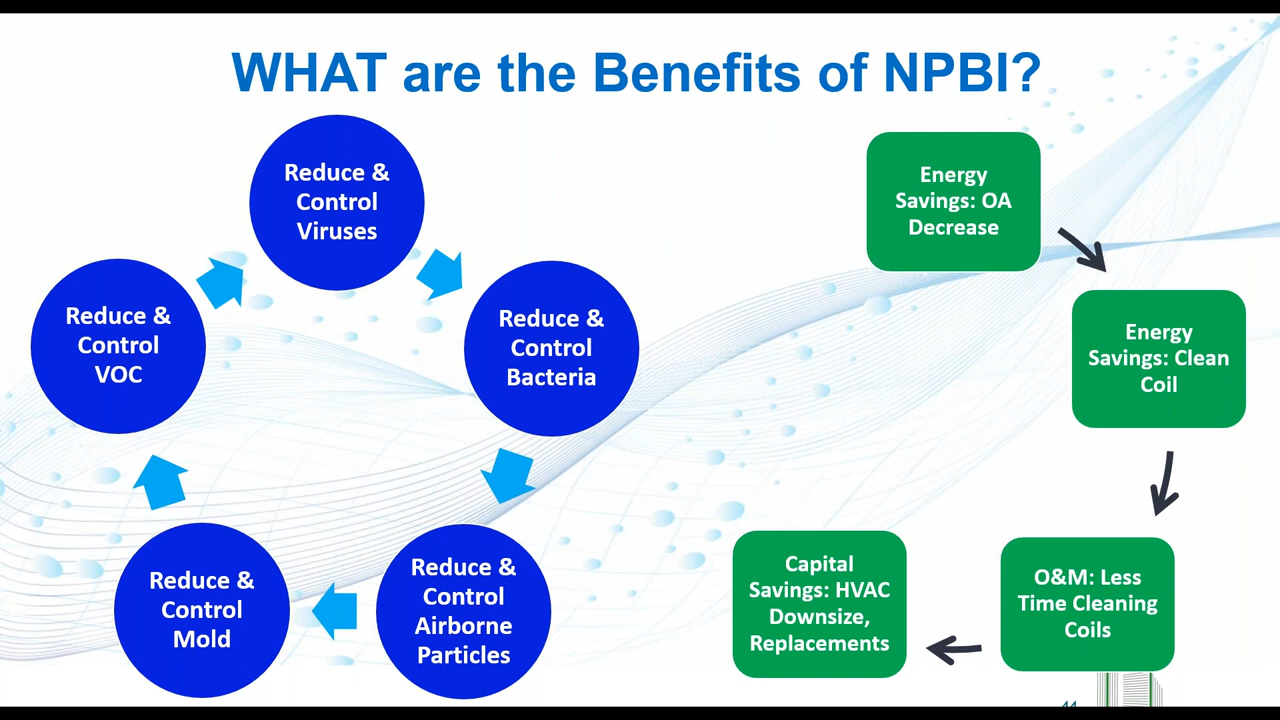 WHAT are the Benefits of NPBI?
Reduce &
Control
Viruses
Reduce &
Control
Bacteria
Reduce &
Control
Airborne
Particles
Reduce &
Control
Mold
Reduce &
Control
VOC
Energy
Savings: OA
Decrease
Energy
Savings: Clean
Coil
O&M: Less
Time Cleaning
Coils
Capital
Savings: HVAC
Downsize,
Replacements